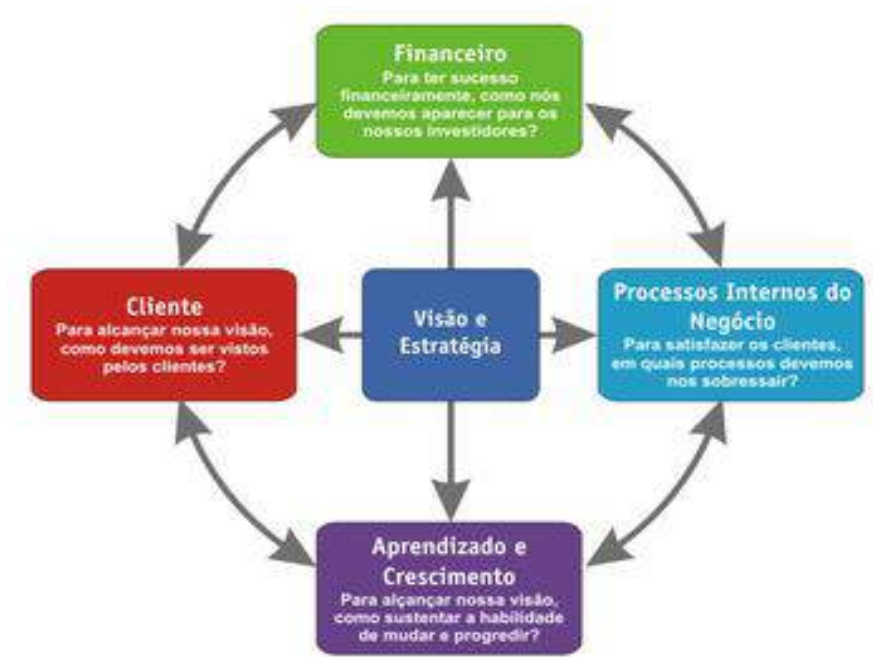 Financeiro
Para ter sucesso
financeiramente, como nós
devemos aparecer para os
nossos investidores?
Cliente
Para alcançar nossa visão,
como devemos ser vistos
pelos clientes?
Visão e
Estratégia
Processos Internos do
Negócio
Para satisfazer os clientes,
em quais processos devemos
nos sobressair?
Aprendizado e
Crescimento
Para alçançar nossa visão,
como sustentar a habilidade
de mudar e progredir?